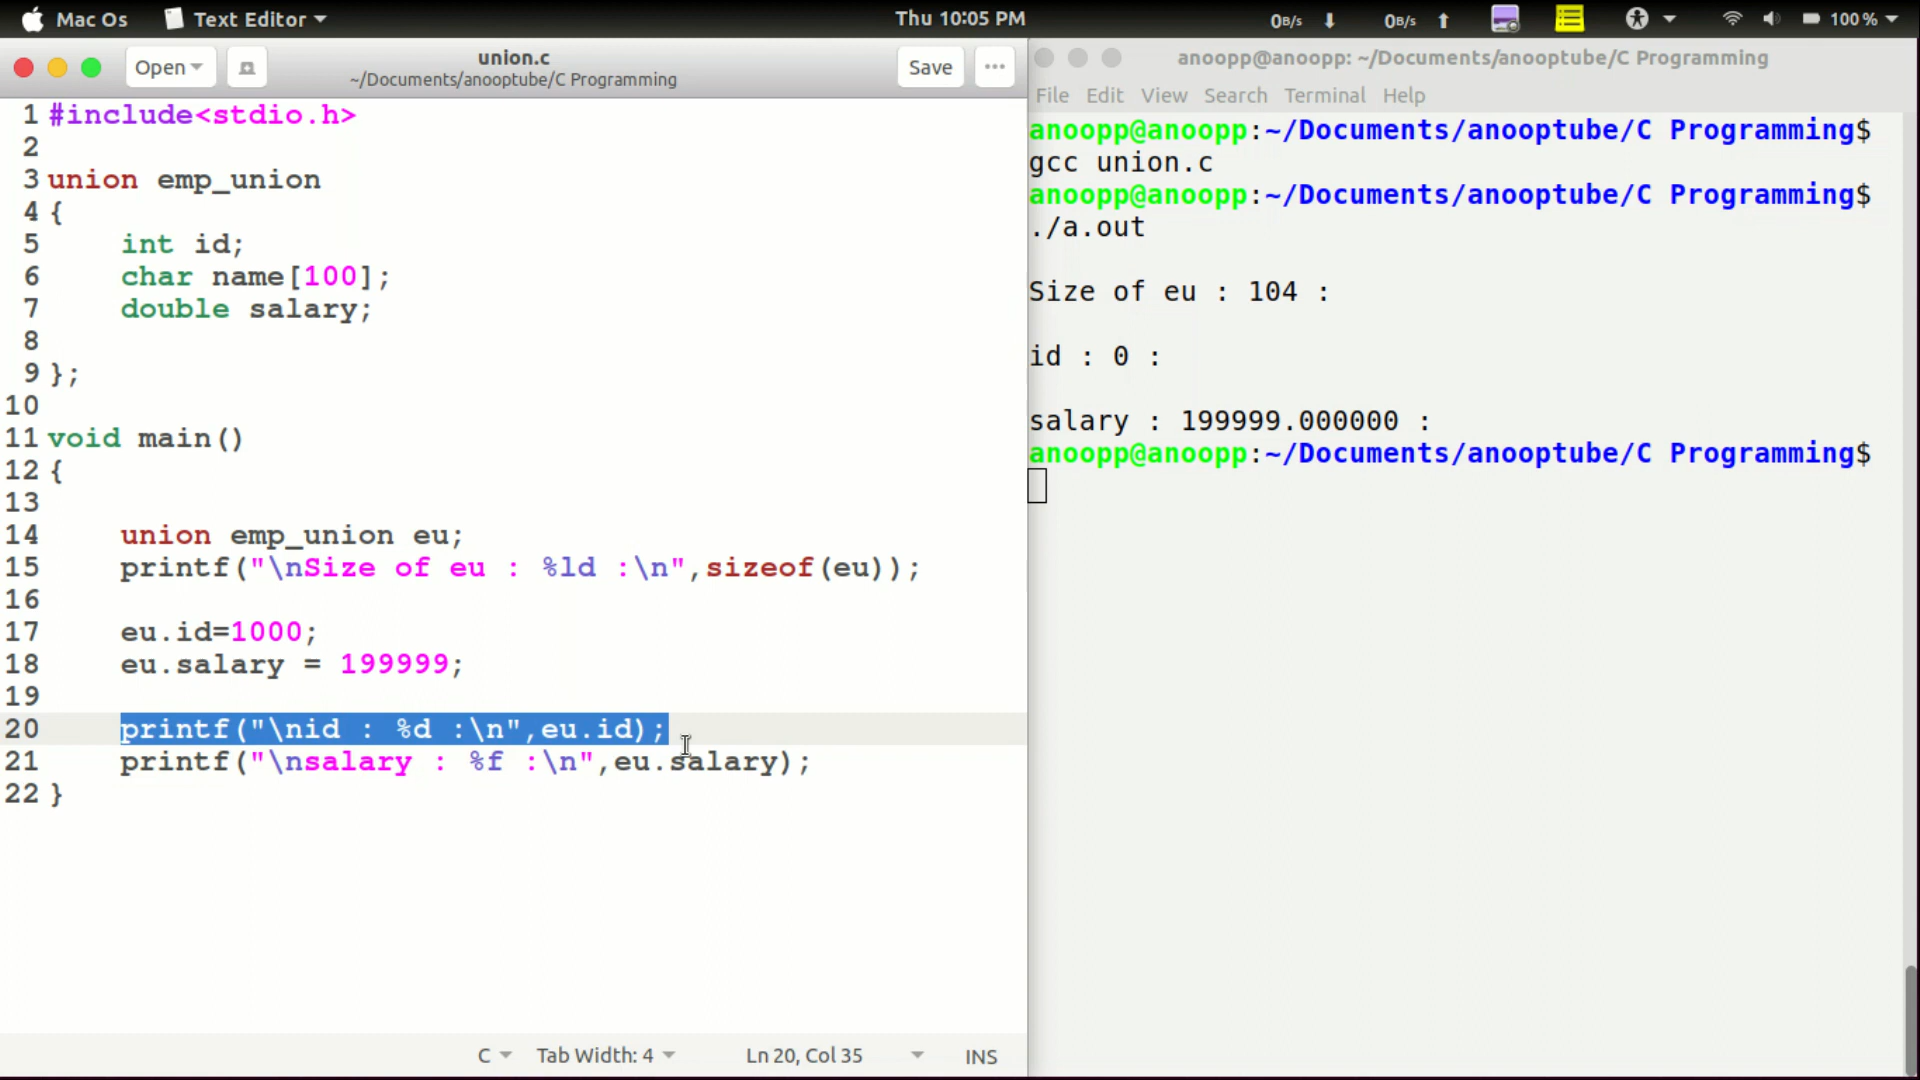 Mac Os Text Editor Thu 10:05 PM 0B/s 0B/s 100 %
Open union.c Save ...
~/Documents/anooptube/C Programming
1 #include<stdio.h>
2
3 union emp_union
4 {
5 int id;
6 char name[100];
7 double salary;
8
9 };
10
11 void main()
12 {
13
14 union emp_union eu;
15 printf("\nSize of eu : %ld :\n",sizeof(eu));
16
17 eu.id=1000;
18 eu.salary = 199999;
19
20 printf("\nid : %d :\n",eu.id);
21 printf("\nsalary : %f :\n",eu.salary);
22 }
C Tab Width: 4 Ln 20, Col 35 INS
anoopp@anoopp: ~/Documents/anooptube/C Programming
File Edit View Search Terminal Help
anoopp@anoopp:~/Documents/anooptube/C Programming$
gcc union.c
anoopp@anoopp:~/Documents/anooptube/C Programming$
./a.out
Size of eu : 104 :
id : 0 :
salary : 199999.000000 :
anoopp@anoopp:~/Documents/anooptube/C Programming$